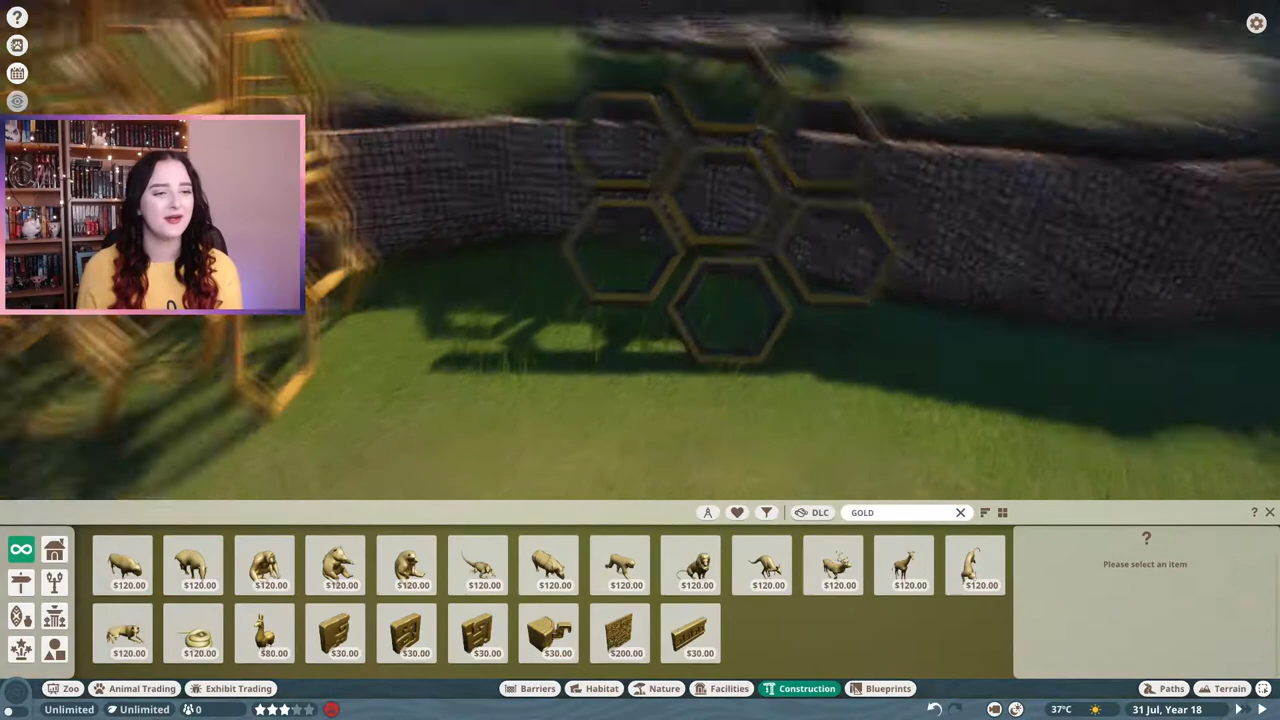 DLC GOLD
$120.00 $120.00 $120.00 $120.00 $120.00 $120.00 $120.00 $120.00 $120.00 $120.00 $120.00 $120.00 $120.00
Please select an item
$120.00 $120.00 $80.00 $30.00 $30.00 $30.00 $30.00 $200.00 $30.00
Zoo Animal Trading Exhibit Trading Barriers Habitat Nature Facilities Construction Blueprints Paths Terrain
Unlimited Unlimited 0 37°C 31 Jul, Year 18